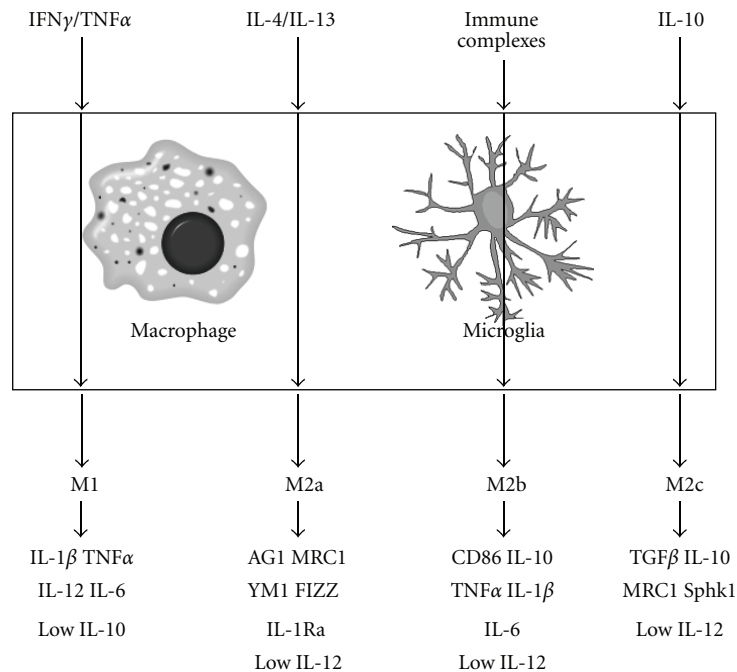 IFNγ/TNFα
IL-4/IL-13
Immune
complexes
IL-10
Macrophage
Microglia
M1
M2a
M2b
M2c
IL-1β TNFα
AG1 MRC1
CD86 IL-10
TGFβ IL-10
IL-12 IL-6
YM1 FIZZ
TNFα IL-1β
MRC1 Sphk1
Low IL-10
IL-1Ra
IL-6
Low IL-12
Low IL-12
Low IL-12